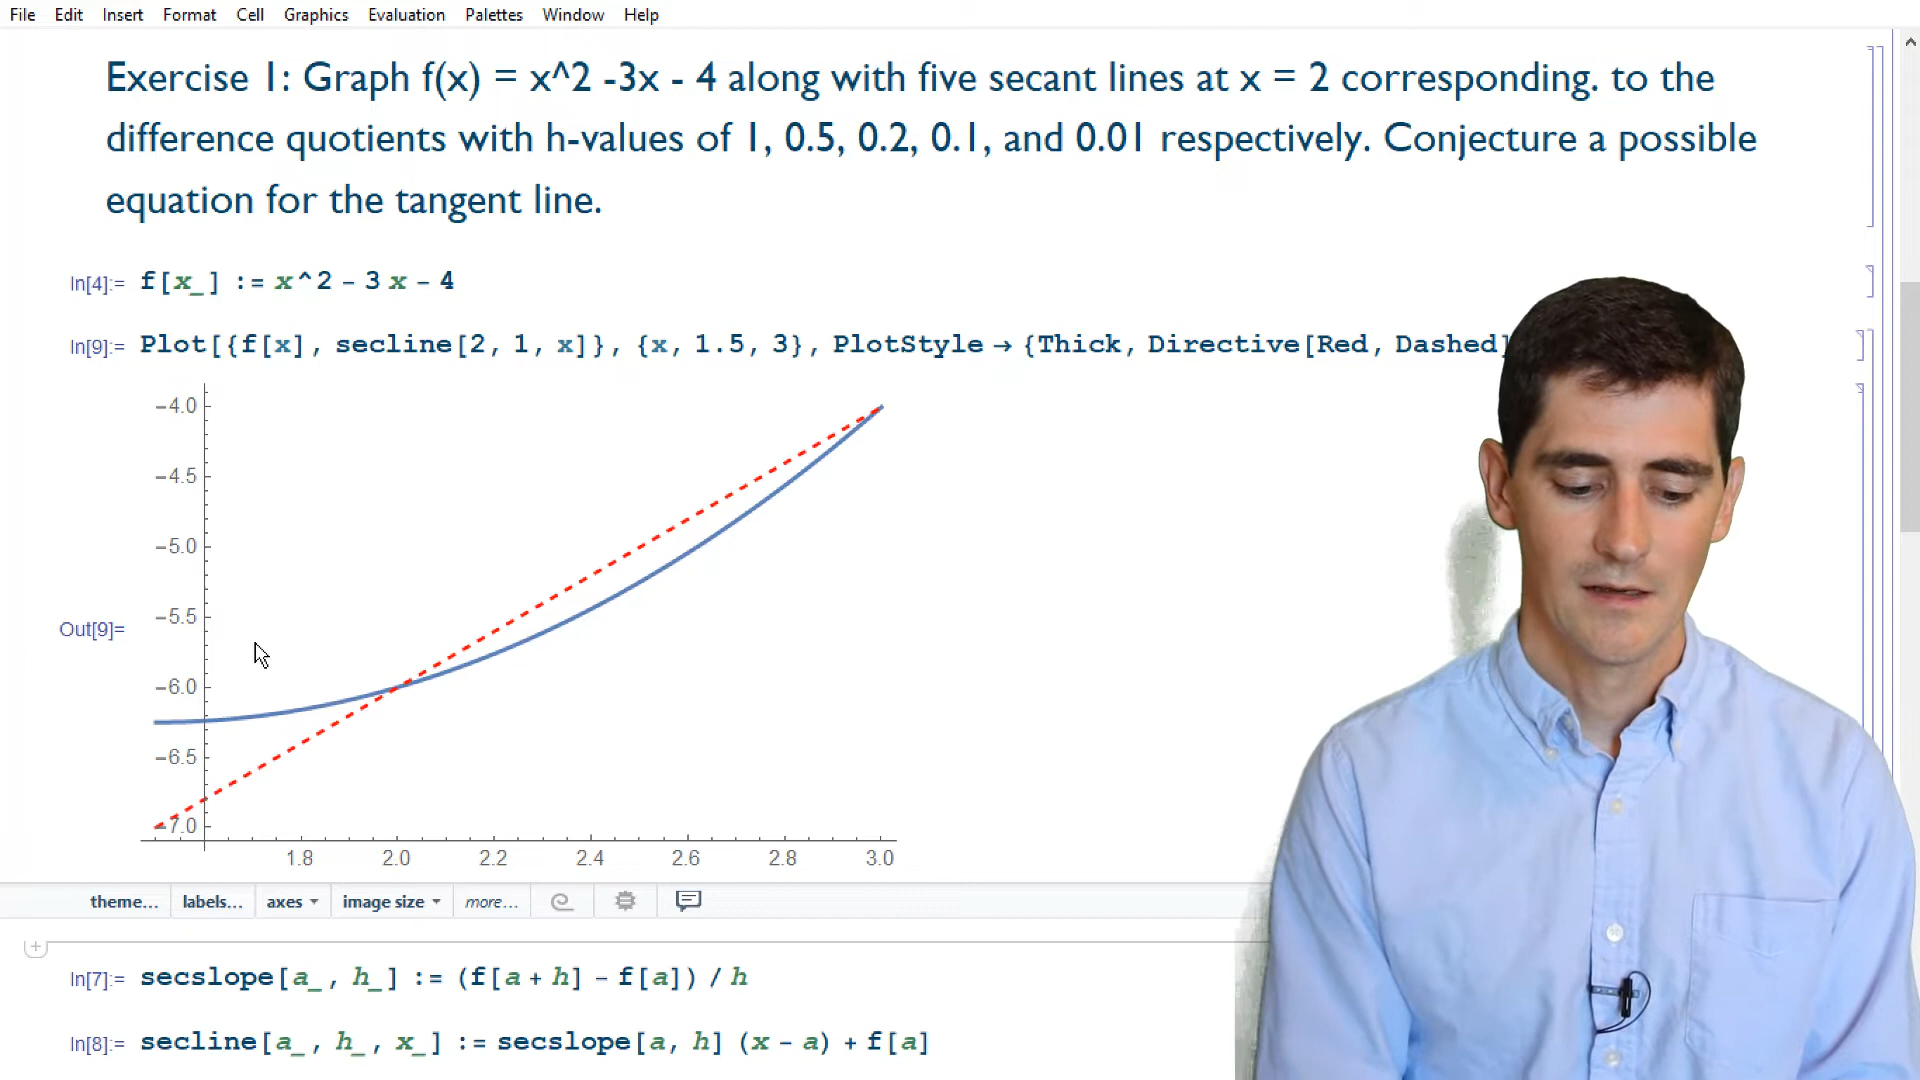 File Edit Insert Format Cell Graphics Evaluation Palettes Window Help
Exercise 1: Graph f(x) = x^2 -3x - 4 along with five secant lines at x = 2 corresponding. to the
difference quotients with h-values of 1, 0.5, 0.2, 0.1, and 0.01 respectively. Conjecture a possible
equation for the tangent line.
In[4]:= f[x_] := x^2 - 3 x - 4
In[9]:= Plot[{f[x], secline[2, 1, x]}, {x, 1.5, 3}, PlotStyle → {Thick, Directive[Red, Dashed]
-4.0
-4.5
-5.0
-5.5
Out[9]=
-6.0
-6.5
-7.0
1.8 2.0 2.2 2.4 2.6 2.8 3.0
theme... labels... axes image size more...
In[7]:= secslope[a_, h_] := (f[a + h] - f[a]) / h
In[8]:= secline[a_, h_, x_] := secslope[a, h] (x - a) + f[a]